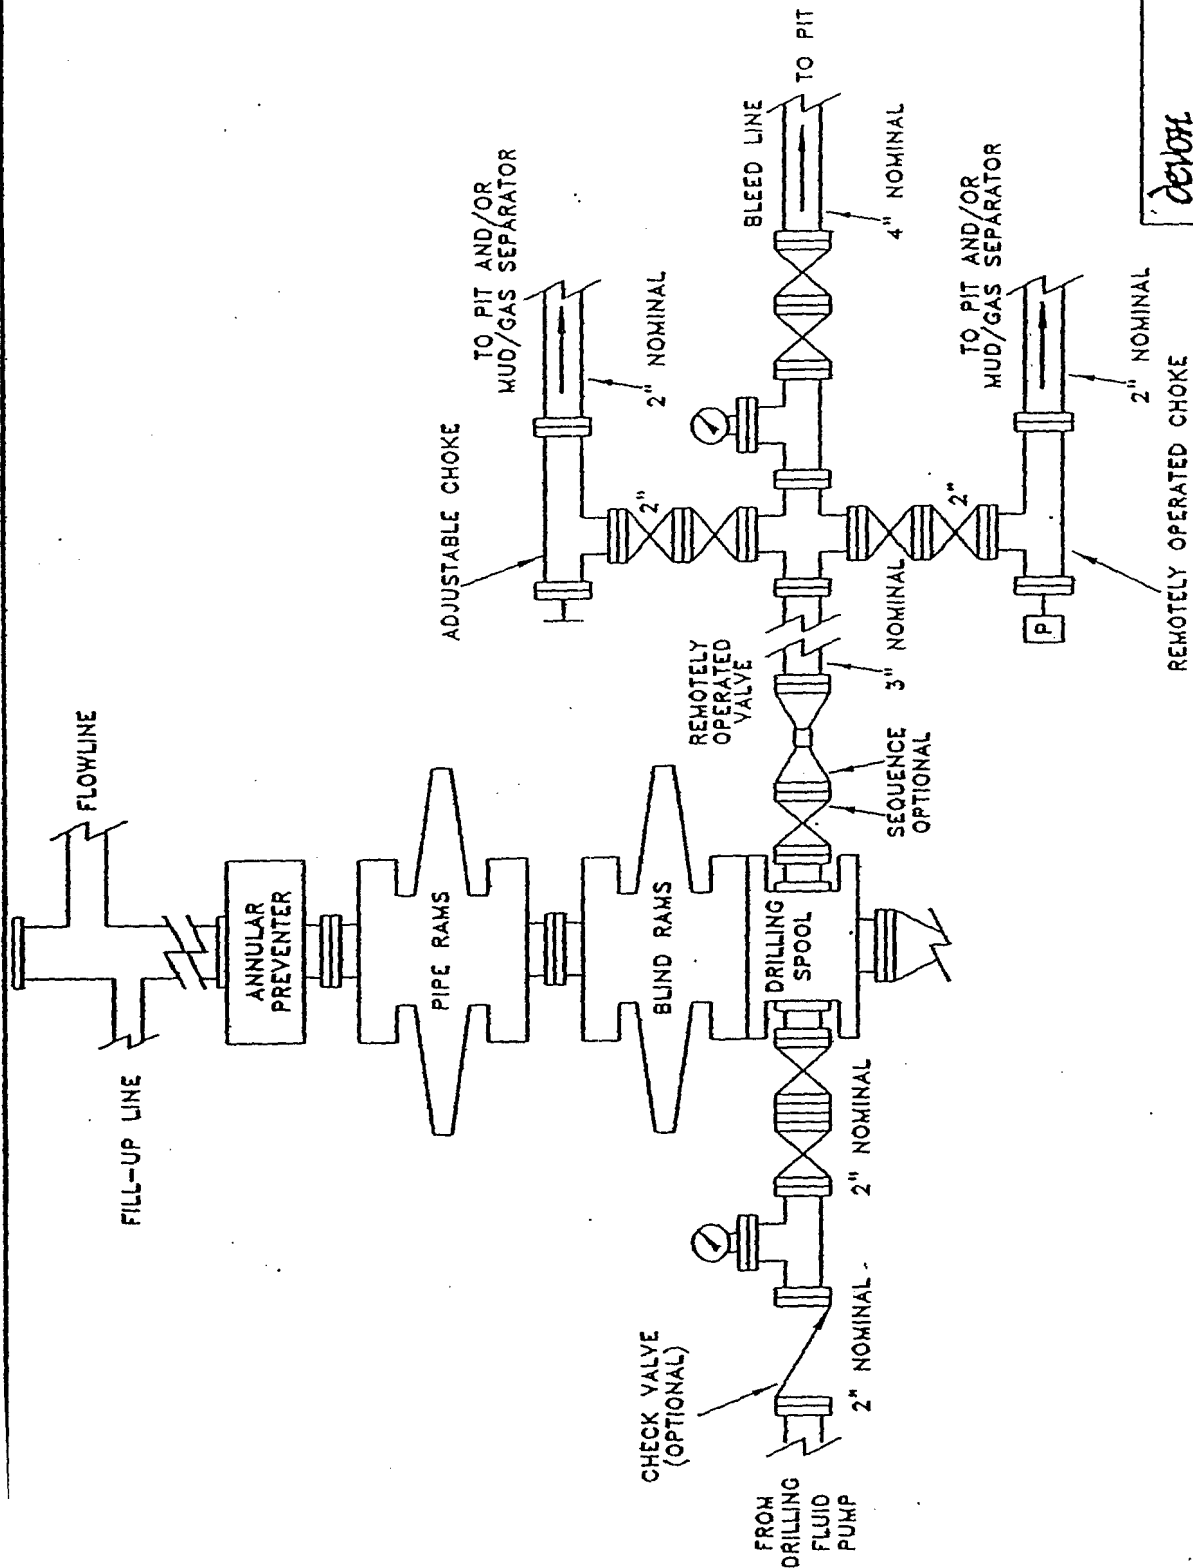 FLOWLINE
FILL-UP LINE
ANNULAR
PREVENTER
PIPE RAMS
BLIND RAMS
DRILLING
SPOOL
FROM
DRILLING
FLUID
PUMP
CHECK VALVE
(OPTIONAL)
2" NOMINAL
2" NOMINAL
SEQUENCE
OPTIONAL
REMOTELY
OPERATED
VALVE
3" NOMINAL
ADJUSTABLE CHOKE
2"
TO PIT AND/OR
MUD/GAS SEPARATOR
2" NOMINAL
BLEED LINE
TO PIT
4" NOMINAL
2"
TO PIT AND/OR
MUD/GAS SEPARATOR
2" NOMINAL
P
REMOTELY OPERATED CHOKE
devon